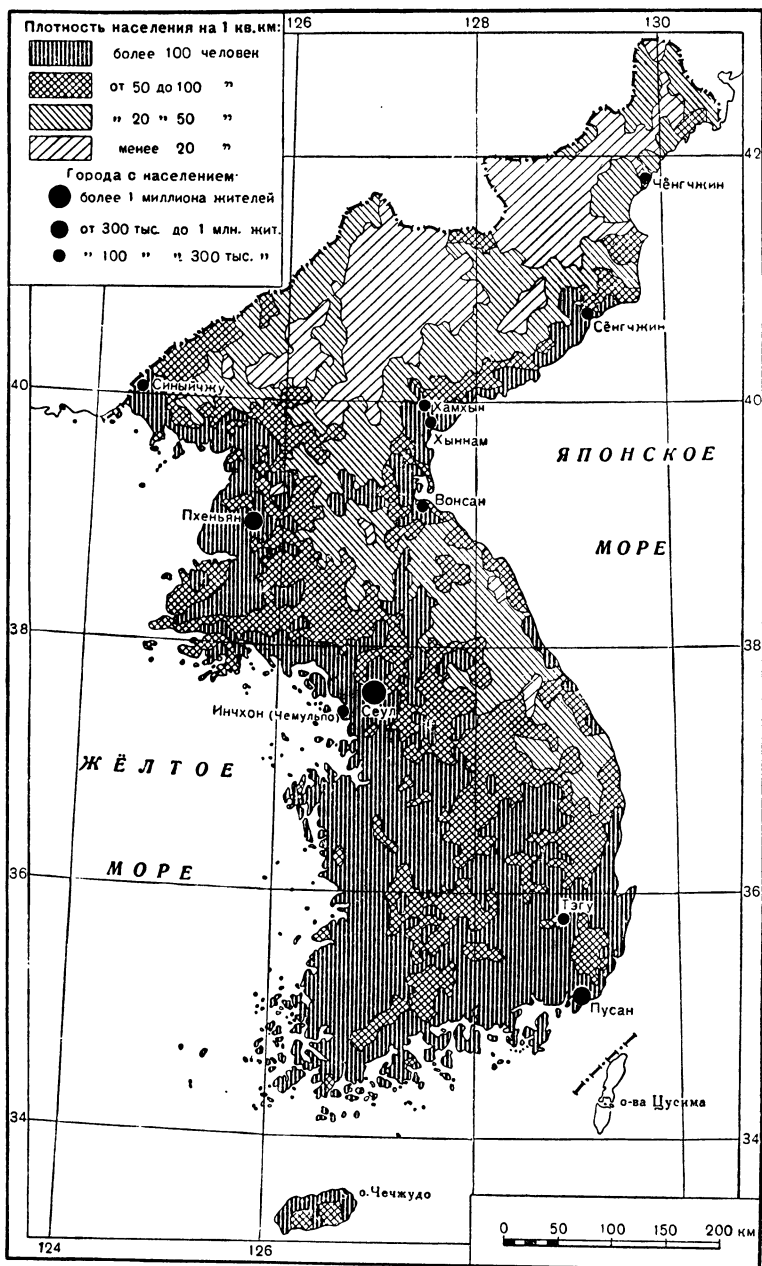 Плотность населения на 1 кв. км:
более 100 человек
от 50 до 100 "
" 20 " 50 "
менее 20 "
Города с населением:
более 1 миллиона жителей
от 300 тыс. до 1 млн. жит.
" 100 " " 300 тыс. "
126
128
130
42
42
Чёнгчжин
Сёнгчжин
40
Синыйчжу
40
Хамхын
Хыннам
ЯПОНСКОЕ
МОРЕ
Вонсан
Пхеньян
38
38
Инчхон (Чемульпо)
Сеул
ЖЁЛТОЕ
МОРЕ
36
36
Тэгу
Пусан
о-ва Цусима
34
34
о. Чечжудо
0 50 100 150 200 км
124
126